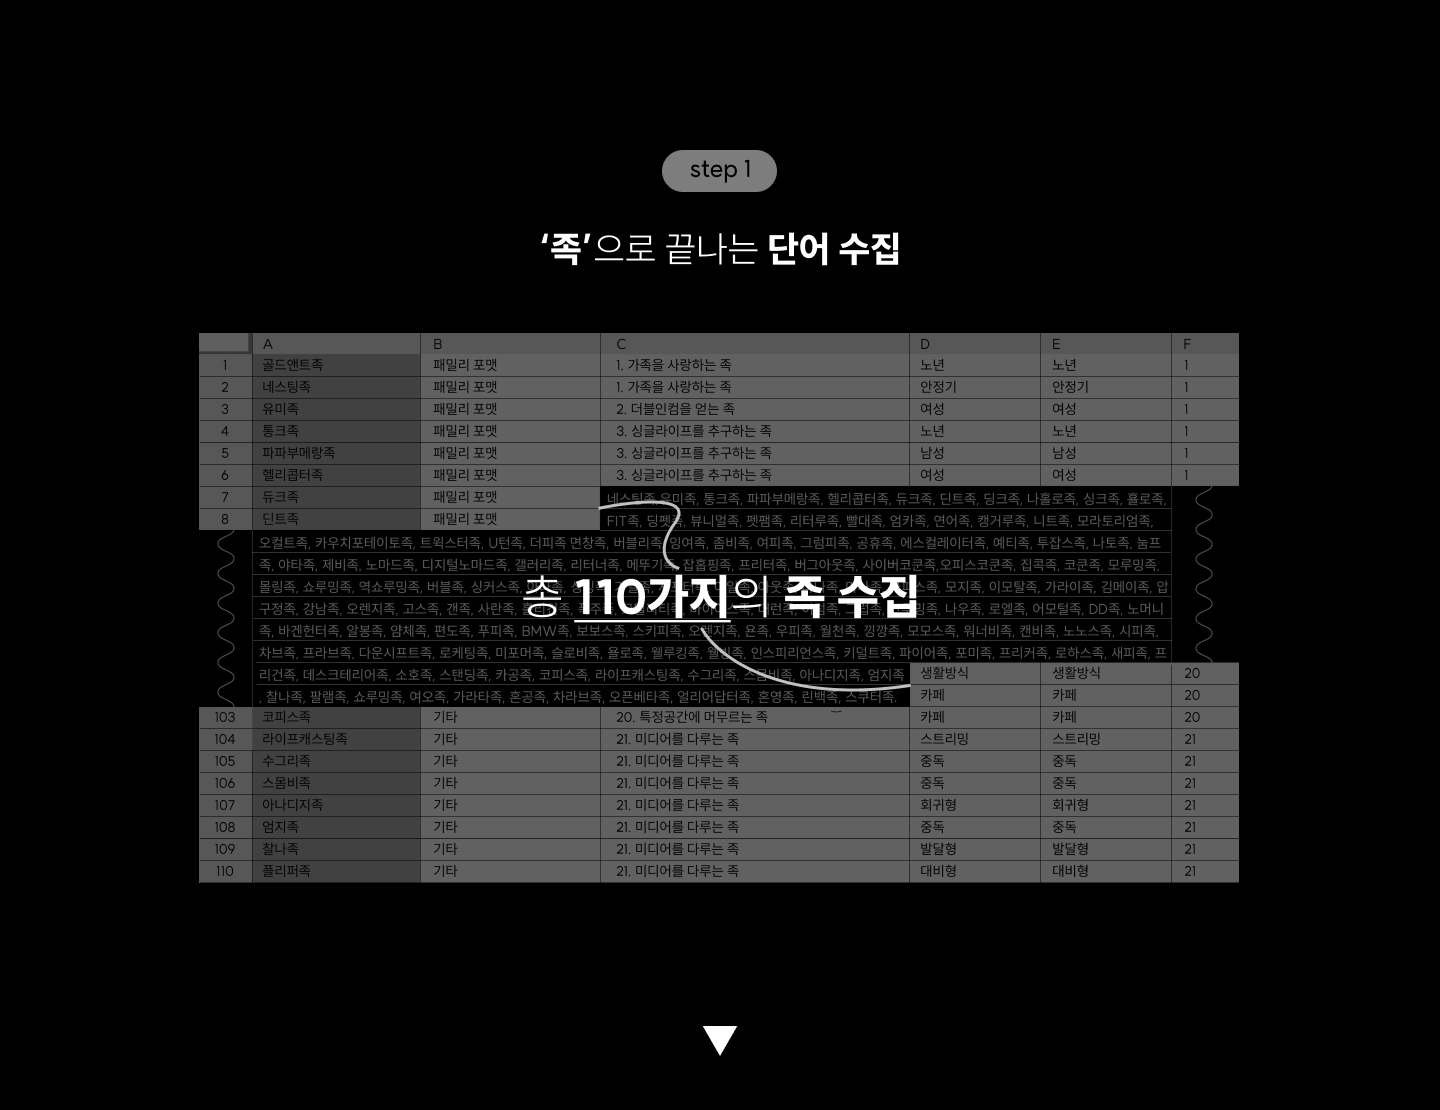 step 1
‘족’으로 끝나는 단어 수집
A B C D E F
1 골드앤트족 패밀리 포맷 1. 가족을 사랑하는 족 노년 노년 1
2 네스팅족 패밀리 포맷 1. 가족을 사랑하는 족 안정기 안정기 1
3 유미족 패밀리 포맷 2. 더블인컴을 얻는 족 여성 여성 1
4 통크족 패밀리 포맷 3. 싱글라이프를 추구하는 족 노년 노년 1
5 파파부메랑족 패밀리 포맷 3. 싱글라이프를 추구하는 족 남성 남성 1
6 헬리콥터족 패밀리 포맷 3. 싱글라이프를 추구하는 족 여성 여성 1
7 듀크족 패밀리 포맷 네스팅족, 유미족, 통크족, 파파부메랑족, 헬리콥터족, 듀크족, 딘트족, 딩크족, 나홀로족, 싱크족, 횰로족,
8 딘트족 패밀리 포맷 FIT족, 딩펫족, 뷰니멀족, 펫팸족, 리터루족, 빨대족, 엄카족, 연어족, 캥거루족, 니트족, 모라토리엄족,
오컬트족, 카우치포테이토족, 트윅스터족, U턴족, 더피족 면창족, 버블리족, 잉여족, 좀비족, 여피족, 그럼피족, 공휴족, 에스컬레이터족, 예티족, 투잡스족, 나토족, 눔프
족, 야타족, 제비족, 노마드족, 디지털노마드족, 갤러리족, 리터너족, 메뚜기족, 잡홉핑족, 프리터족, 버그아웃족, 사이버코쿤족,오피스코쿤족, 집콕족, 코쿤족, 모루밍족,
몰링족, 쇼루밍족, 역쇼루밍족, 버블족, 싱커스족, 모지족, 이모탈족, 가라이족, 김메이족, 압
총 110가지의 족 수집
구정족, 강남족, 오렌지족, 고스족, 갠족, 사란족, 나우족, 로엘족, 어모털족, DD족, 노머니
족, 바겐헌터족, 알봉족, 얌체족, 편도족, 푸피족, BMW족, 보보스족, 스키피족, 오렌지족, 욘족, 우피족, 월천족, 낑깡족, 모모스족, 워너비족, 캔비족, 노노스족, 시피족,
차브족, 프라브족, 다운시프트족, 로케팅족, 미포머족, 슬로비족, 욜로족, 웰루킹족, 웰빙족, 인스피리언스족, 키덜트족, 파이어족, 포미족, 프리커족, 로하스족, 새피족, 프
리건족, 데스크테리어족, 소호족, 스탠딩족, 카공족, 코피스족, 라이프캐스팅족, 수그리족, 스몸비족, 아나디지족, 엄지족 생활방식 생활방식 20
, 찰나족, 팔램족, 쇼루밍족, 여오족, 가라타족, 혼공족, 차라브족, 오픈베타족, 얼리어답터족, 혼영족, 린백족, 스쿠터족. 카페 카페 20
103 코피스족 기타 20. 특정공간에 머무르는 족 카페 카페 20
104 라이프캐스팅족 기타 21. 미디어를 다루는 족 스트리밍 스트리밍 21
105 수그리족 기타 21. 미디어를 다루는 족 중독 중독 21
106 스몸비족 기타 21. 미디어를 다루는 족 중독 중독 21
107 아나디지족 기타 21. 미디어를 다루는 족 회귀형 회귀형 21
108 엄지족 기타 21. 미디어를 다루는 족 중독 중독 21
109 찰나족 기타 21. 미디어를 다루는 족 발달형 발달형 21
110 플리퍼족 기타 21. 미디어를 다루는 족 대비형 대비형 21